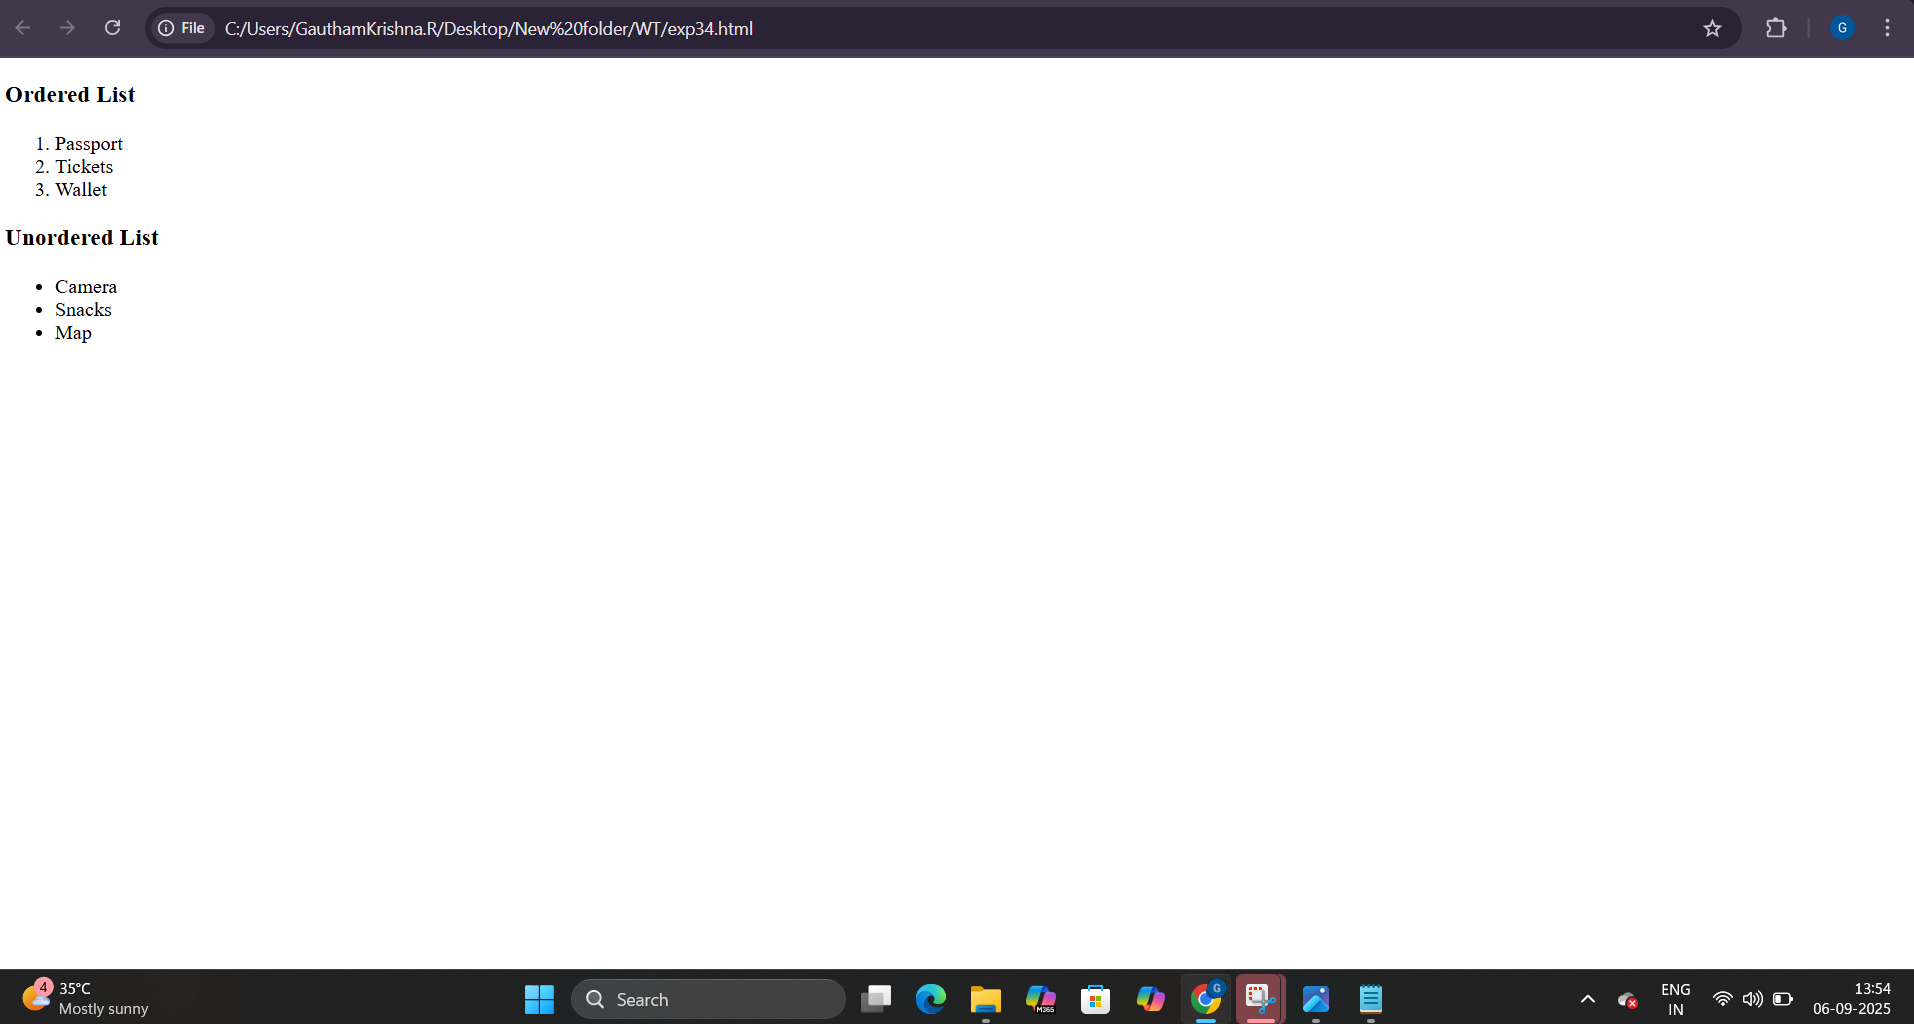 File
C:/Users/GauthamKrishna.R/Desktop/New%20folder/WT/exp34.html
G
Ordered List
1. Passport
2. Tickets
3. Wallet
Unordered List
• Camera
• Snacks
• Map
4
35°C
Mostly sunny
Search
M365
G
ENG
IN
13:54
06-09-2025